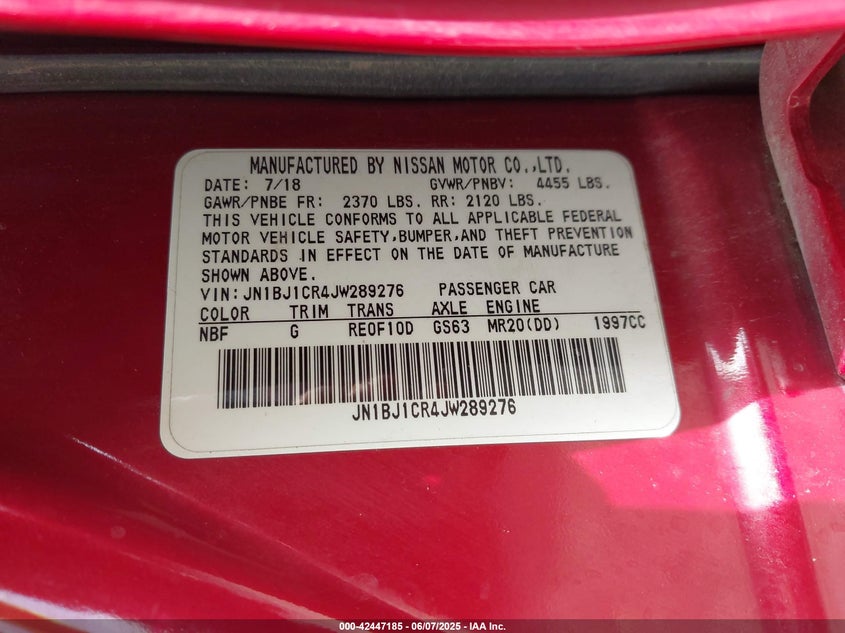 MANUFACTURED BY NISSAN MOTOR CO.,LTD.
DATE: 7/18 GVWR/PNBV: 4455 LBS.
GAWR/PNBE FR: 2370 LBS. RR: 2120 LBS.
THIS VEHICLE CONFORMS TO ALL APPLICABLE FEDERAL
MOTOR VEHICLE SAFETY,BUMPER,AND THEFT PREVENTION
STANDARDS IN EFFECT ON THE DATE OF MANUFACTURE
SHOWN ABOVE.
VIN:JN1BJ1CR4JW289276 PASSENGER CAR
COLOR TRIM TRANS AXLE ENGINE
NBF G RE0F10D GS63 MR20(DD) 1997CC
JN1BJ1CR4JW289276
000-42447185 - 06/07/2025 - IAA Inc.